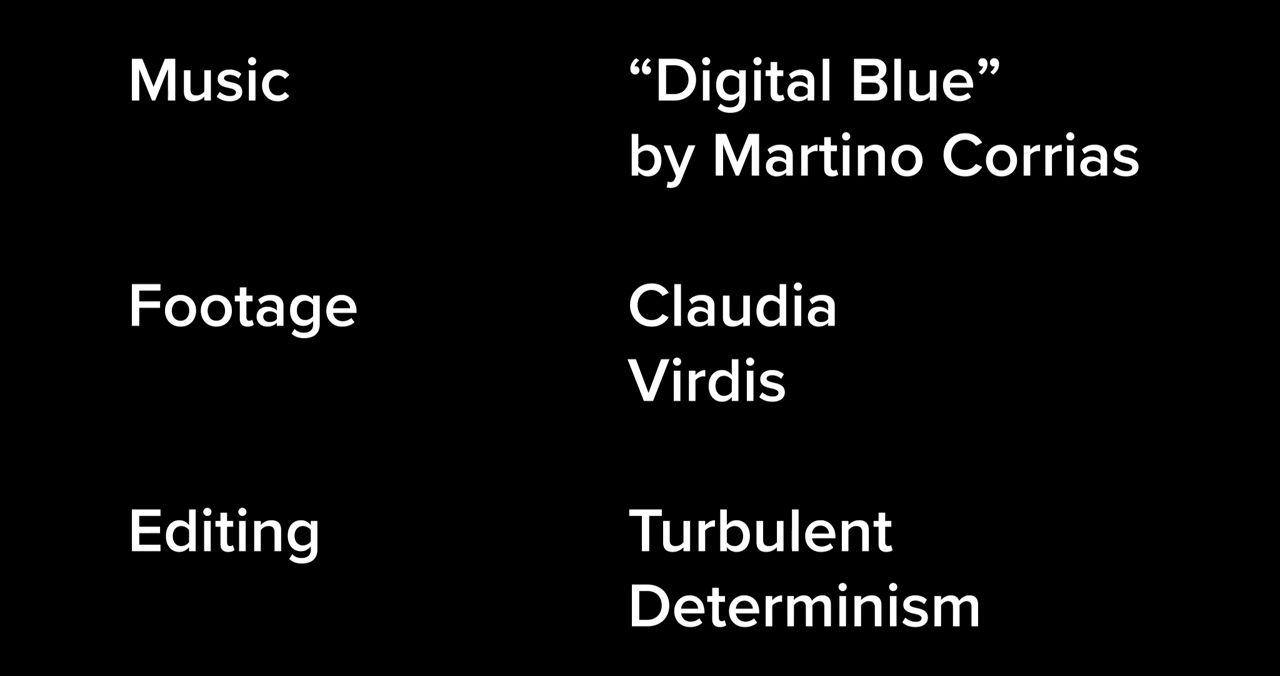 Music
“Digital Blue”
by Martino Corrias
Footage
Claudia
Virdis
Editing
Turbulent
Determinism